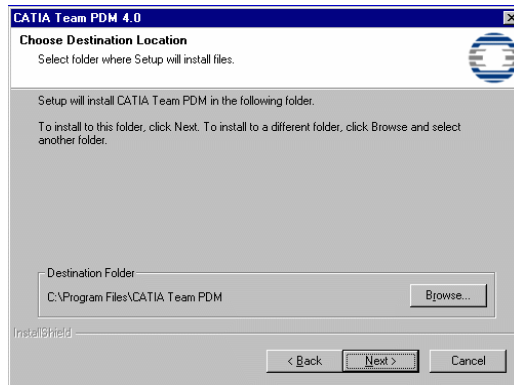 CATIA Team PDM 4.0
Choose Destination Location
Select folder where Setup will install files.
Setup will install CATIA Team PDM in the following folder.
To install to this folder, click Next. To install to a different folder, click Browse and select
another folder.
Destination Folder
C:\Program Files\CATIA Team PDM
Browse...
InstallShield
< Back
Next >
Cancel